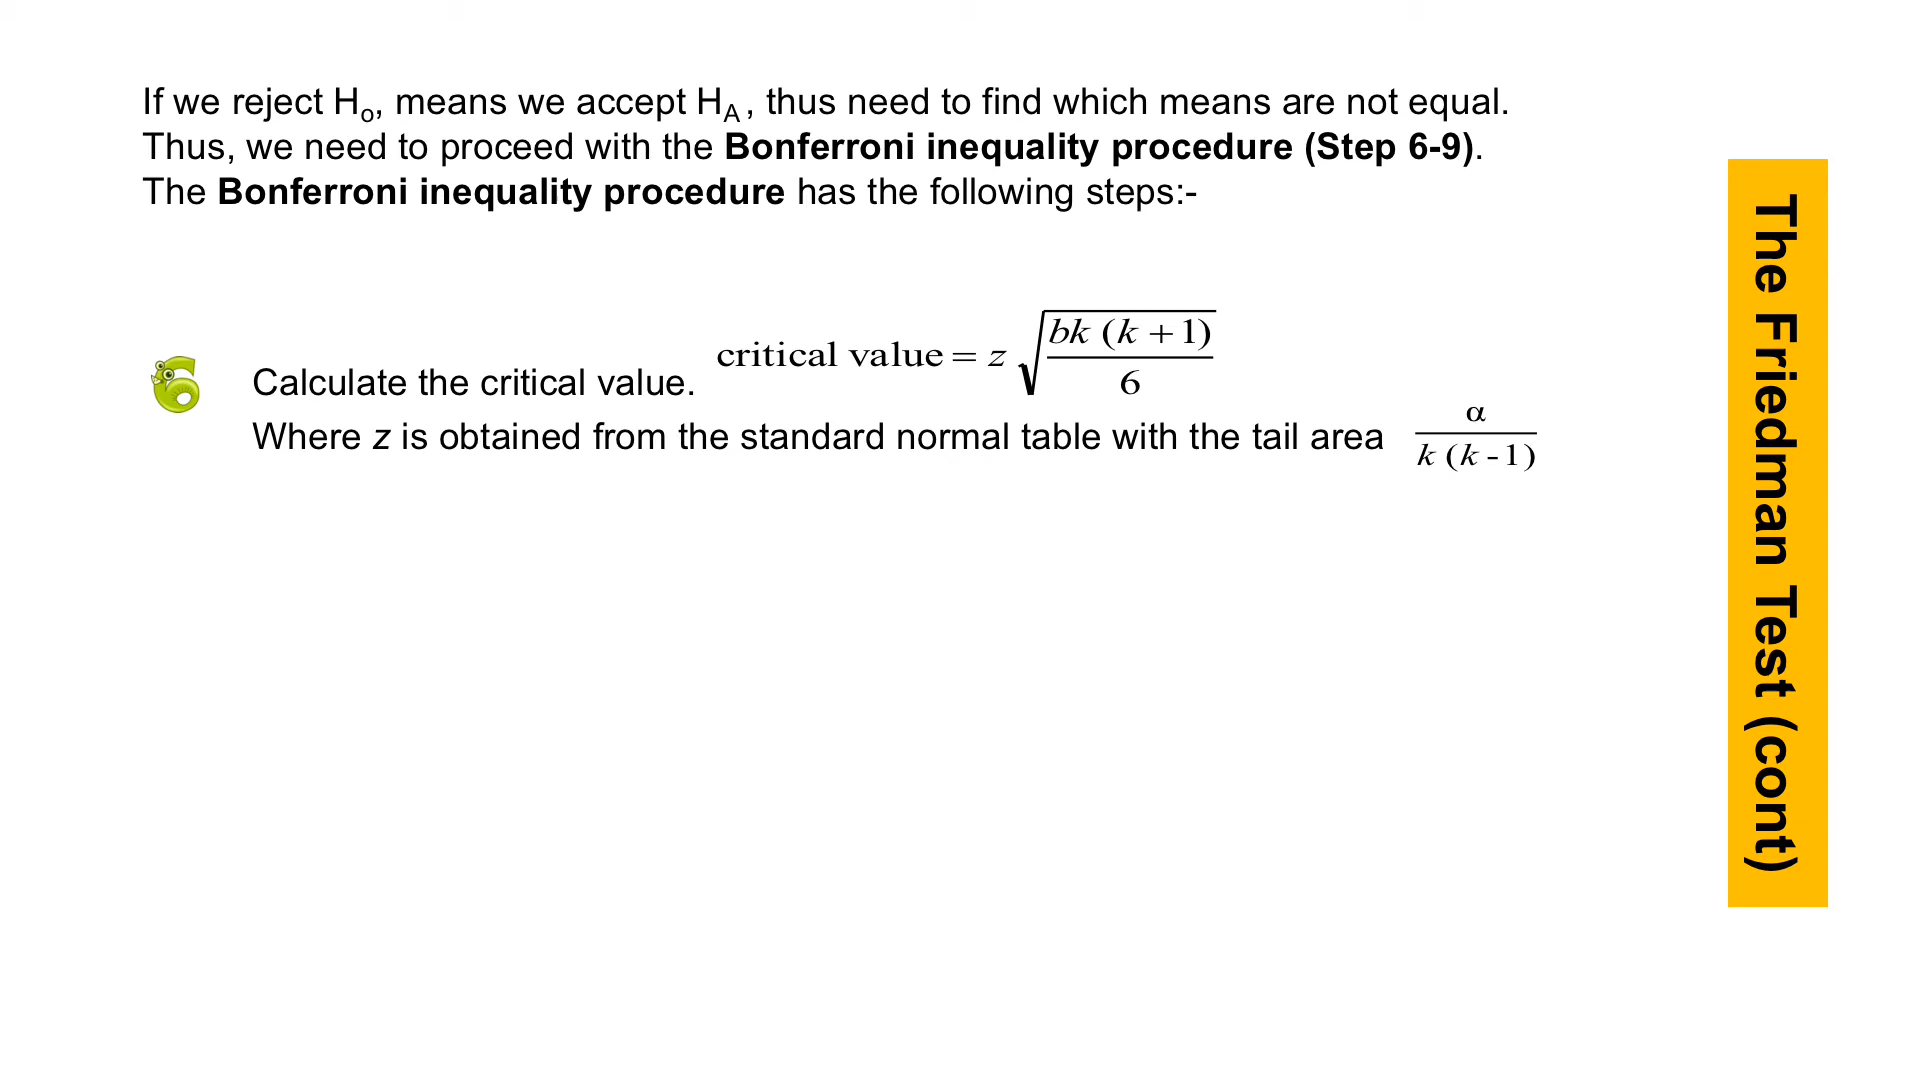 If we reject Ho, means we accept HA , thus need to find which means are not equal.
Thus, we need to proceed with the Bonferroni inequality procedure (Step 6-9).
The Bonferroni inequality procedure has the following steps:-
6 Calculate the critical value. critical value = z √(bk (k + 1) / 6)
Where z is obtained from the standard normal table with the tail area α / k (k - 1)
The Friedman Test (cont)